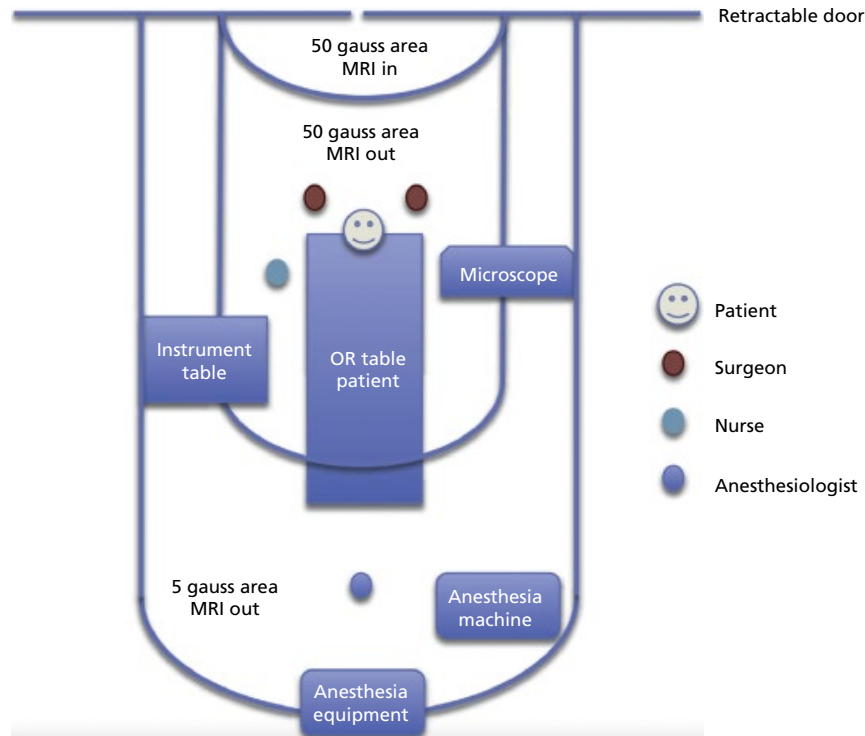 Retractable door
50 gauss area
MRI in
50 gauss area
MRI out
Microscope
Instrument
table
OR table
patient
Patient
Surgeon
Nurse
Anesthesiologist
5 gauss area
MRI out
Anesthesia
machine
Anesthesia
equipment